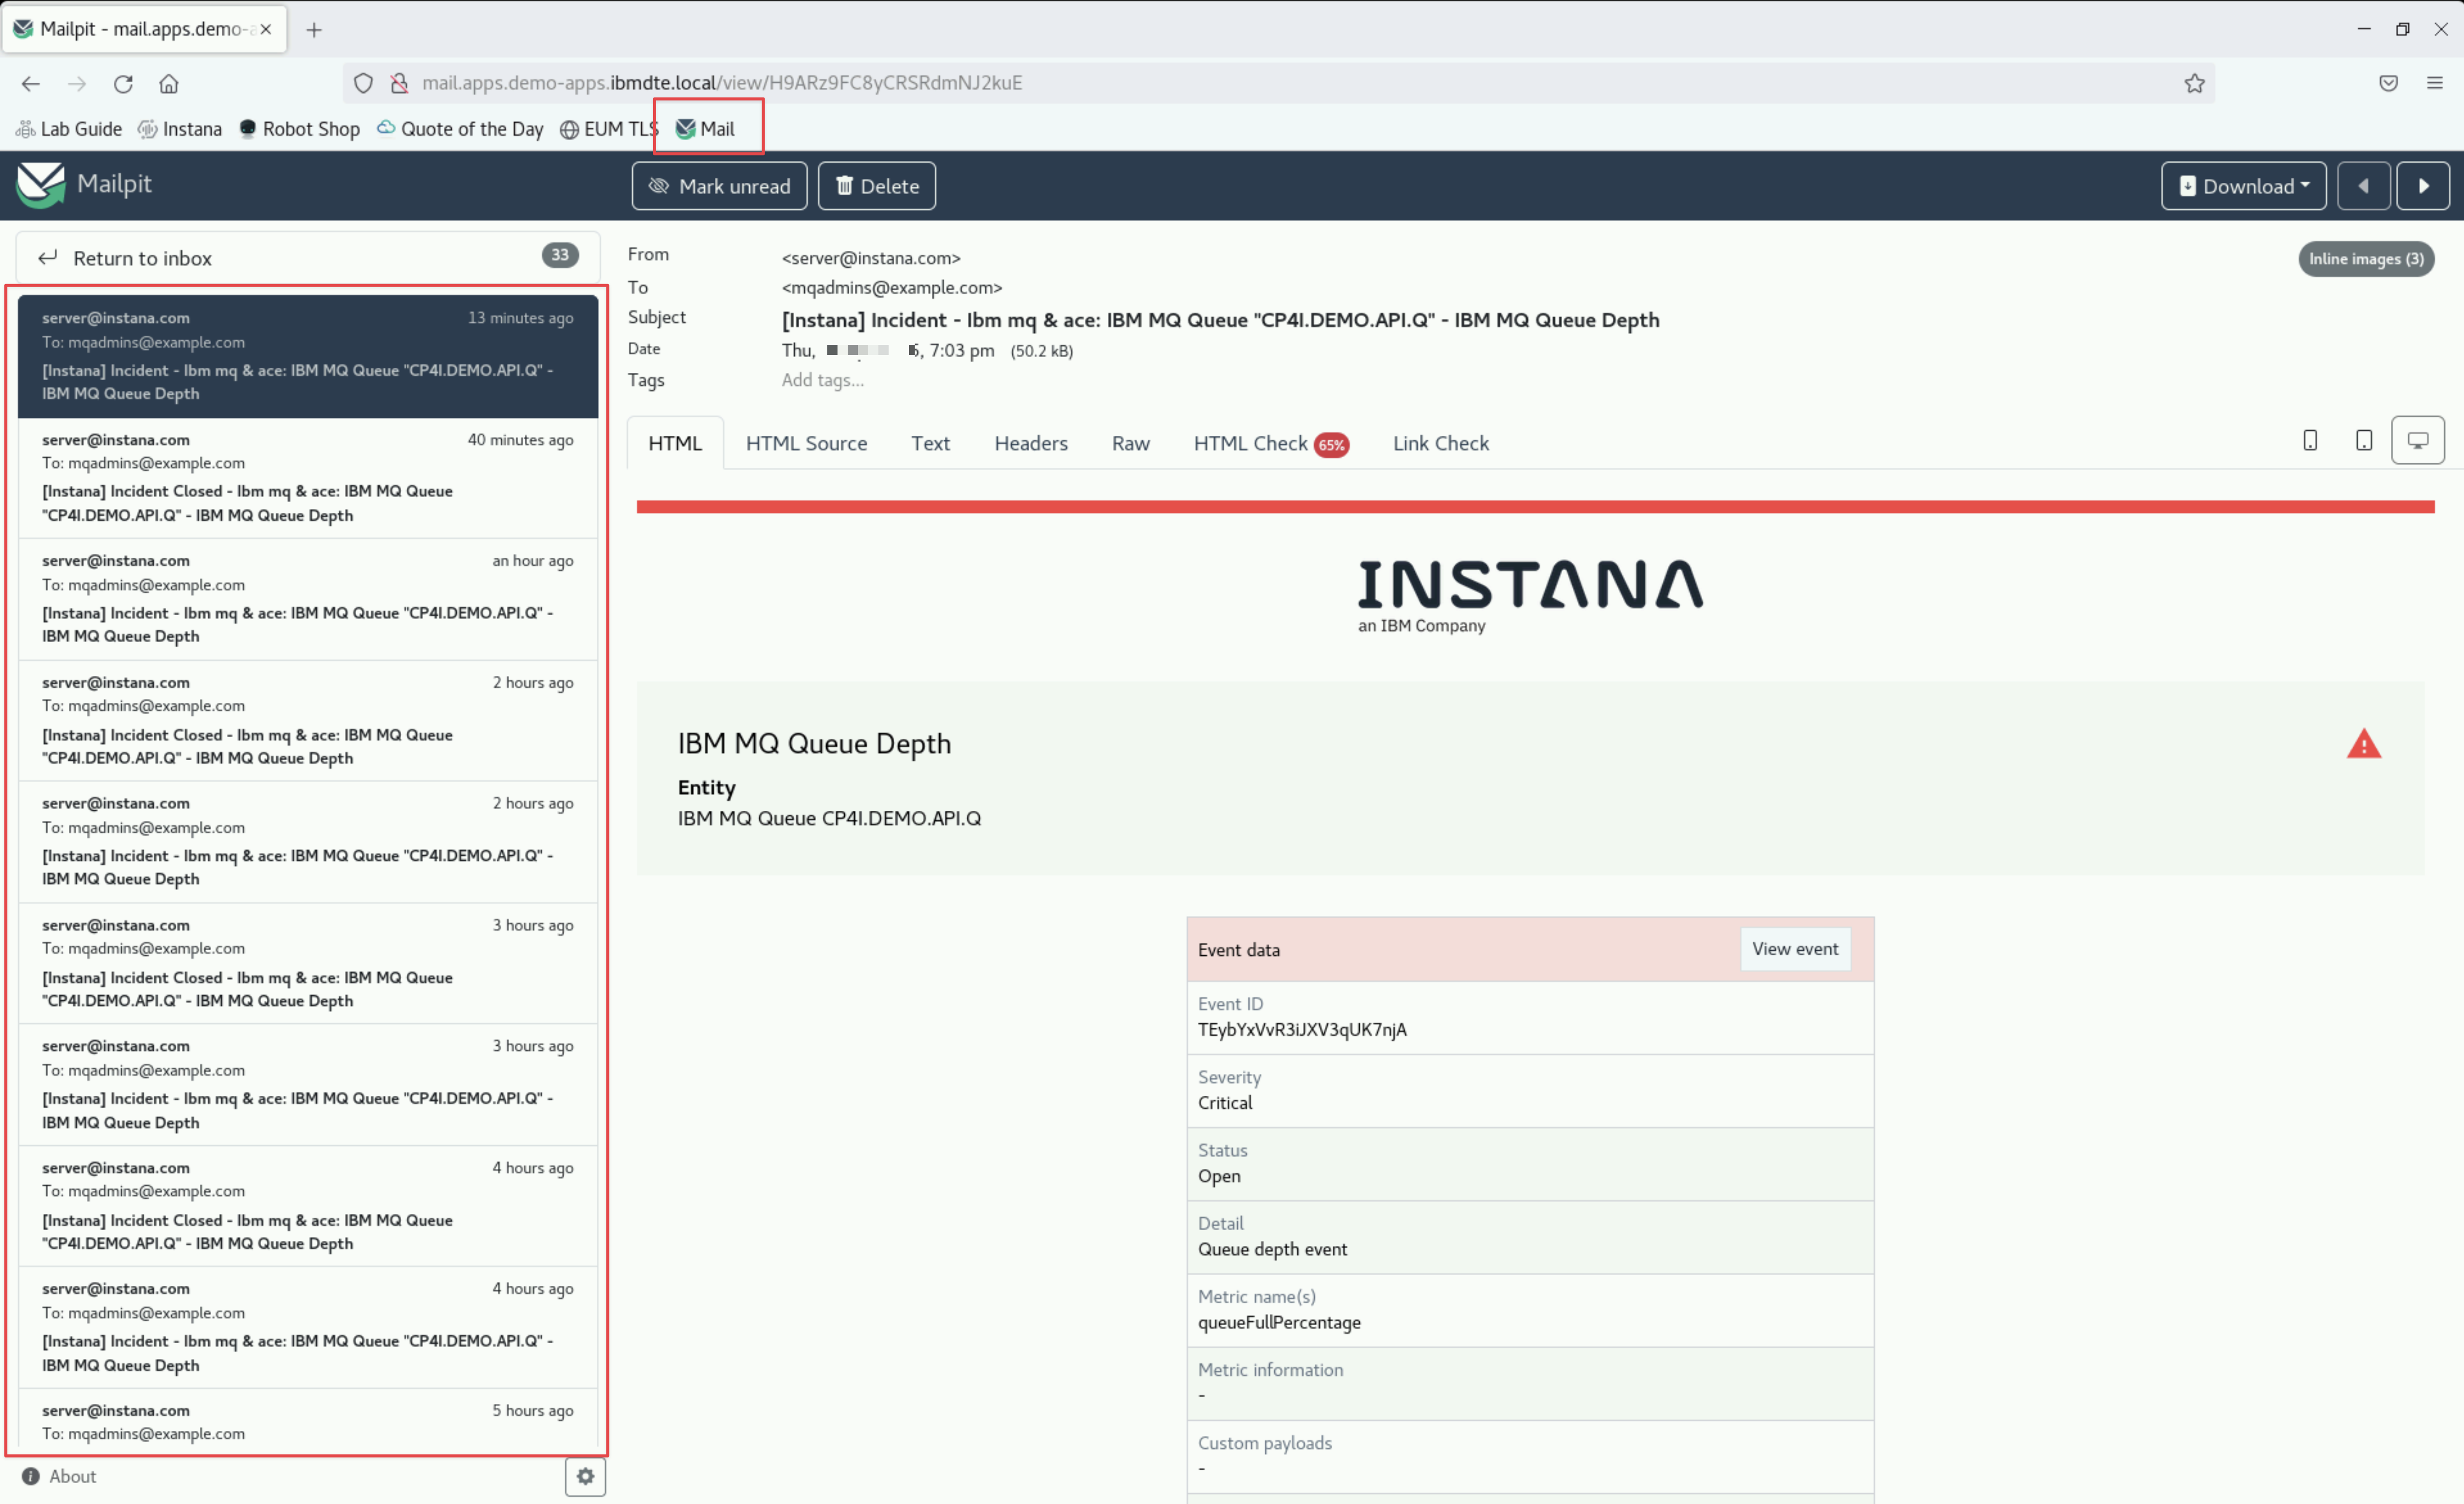 Mailpit - mail.apps.demo-a
mail.apps.demo-apps.ibmdte.local/view/H9ARz9FC8yCRSRdmNJ2kuE
Lab Guide Instana Robot Shop Quote of the Day EUM TLS Mail
Mailpit Mark unread Delete Download
Return to inbox 33
server@instana.com 13 minutes ago
To: mqadmins@example.com
[Instana] Incident - Ibm mq & ace: IBM MQ Queue "CP4I.DEMO.API.Q" -
IBM MQ Queue Depth
server@instana.com 40 minutes ago
To: mqadmins@example.com
[Instana] Incident Closed - Ibm mq & ace: IBM MQ Queue
"CP4I.DEMO.API.Q" - IBM MQ Queue Depth
server@instana.com an hour ago
To: mqadmins@example.com
[Instana] Incident - Ibm mq & ace: IBM MQ Queue "CP4I.DEMO.API.Q" -
IBM MQ Queue Depth
server@instana.com 2 hours ago
To: mqadmins@example.com
[Instana] Incident Closed - Ibm mq & ace: IBM MQ Queue
"CP4I.DEMO.API.Q" - IBM MQ Queue Depth
server@instana.com 2 hours ago
To: mqadmins@example.com
[Instana] Incident - Ibm mq & ace: IBM MQ Queue "CP4I.DEMO.API.Q" -
IBM MQ Queue Depth
server@instana.com 3 hours ago
To: mqadmins@example.com
[Instana] Incident Closed - Ibm mq & ace: IBM MQ Queue
"CP4I.DEMO.API.Q" - IBM MQ Queue Depth
server@instana.com 3 hours ago
To: mqadmins@example.com
[Instana] Incident - Ibm mq & ace: IBM MQ Queue "CP4I.DEMO.API.Q" -
IBM MQ Queue Depth
server@instana.com 4 hours ago
To: mqadmins@example.com
[Instana] Incident Closed - Ibm mq & ace: IBM MQ Queue
"CP4I.DEMO.API.Q" - IBM MQ Queue Depth
server@instana.com 4 hours ago
To: mqadmins@example.com
[Instana] Incident - Ibm mq & ace: IBM MQ Queue "CP4I.DEMO.API.Q" -
IBM MQ Queue Depth
server@instana.com 5 hours ago
To: mqadmins@example.com
About
From <server@instana.com> Inline images (3)
To <mqadmins@example.com>
Subject [Instana] Incident - Ibm mq & ace: IBM MQ Queue "CP4I.DEMO.API.Q" - IBM MQ Queue Depth
Date Thu, , 7:03 pm (50.2 kB)
Tags Add tags...
HTML HTML Source Text Headers Raw HTML Check 65% Link Check
INSTANA
an IBM Company
IBM MQ Queue Depth
Entity
IBM MQ Queue CP4I.DEMO.API.Q
Event data View event
Event ID
TEybYxVvR3iJXV3qUK7njA
Severity
Critical
Status
Open
Detail
Queue depth event
Metric name(s)
queueFullPercentage
Metric information
-
Custom payloads
-